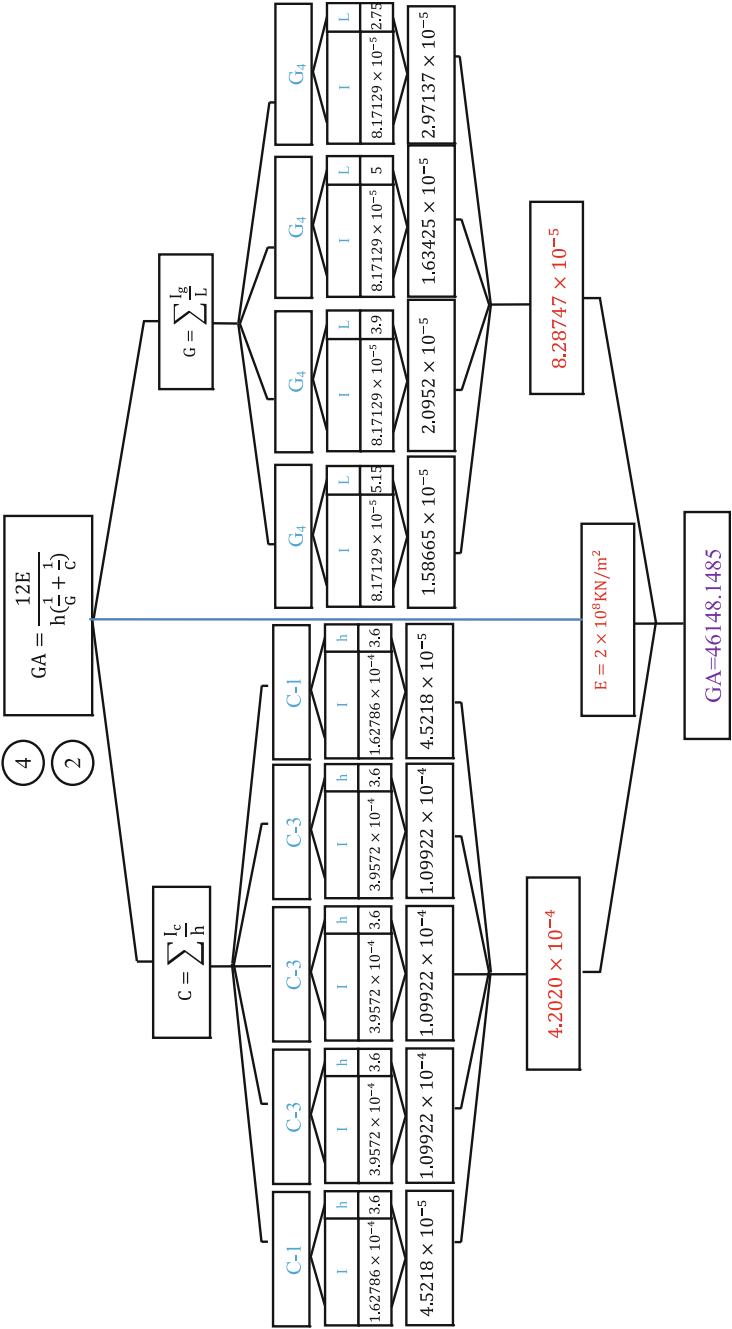 4
2
GA = 12E / h(1/G + 1/C)
C = ∑ I_c/h
G = ∑ I_g/L
C-1
C-3
C-3
C-3
C-1
G₄
G₄
G₄
G₄
I h
1.62786 × 10⁻⁴ 3.6
I h
3.9572 × 10⁻⁴ 3.6
I h
3.9572 × 10⁻⁴ 3.6
I h
3.9572 × 10⁻⁴ 3.6
I h
1.62786 × 10⁻⁴ 3.6
I L
8.17129 × 10⁻⁵ 5.15
I L
8.17129 × 10⁻⁵ 3.9
I L
8.17129 × 10⁻⁵ 5
I L
8.17129 × 10⁻⁵ 2.75
4.5218 × 10⁻⁵
1.09922 × 10⁻⁴
1.09922 × 10⁻⁴
1.09922 × 10⁻⁴
4.5218 × 10⁻⁵
1.58665 × 10⁻⁵
2.0952 × 10⁻⁵
1.63425 × 10⁻⁵
2.97137 × 10⁻⁵
4.2020 × 10⁻⁴
8.28747 × 10⁻⁵
E = 2 × 10⁸KN/m²
GA=46148.1485